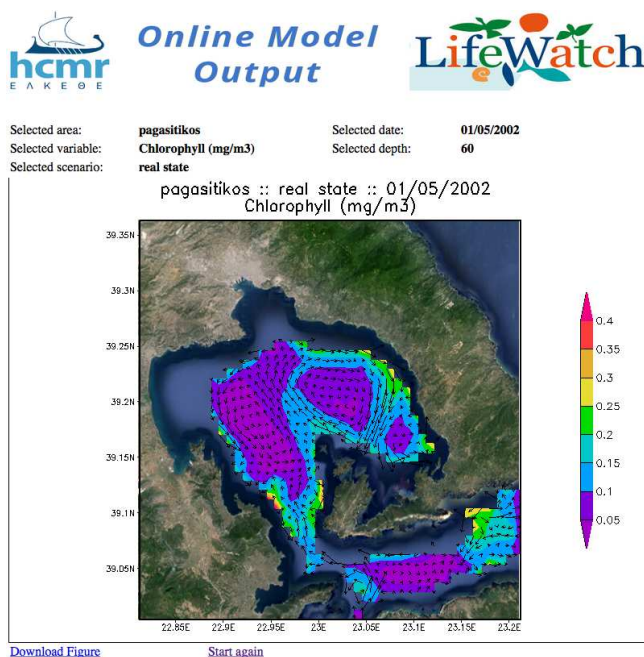 hcmr
ΕΛΚΕΘΕ
Online Model
Output
LifeWatch
Selected area: pagasitikos Selected date: 01/05/2002
Selected variable: Chlorophyll (mg/m3) Selected depth: 60
Selected scenario: real state
pagasitikos :: real state :: 01/05/2002
Chlorophyll (mg/m3)
39.35N
39.3N
39.25N
39.2N
39.15N
39.1N
39.05N
22.85E 22.9E 22.95E 23E 23.05E 23.1E 23.15E 23.2E
0.4
0.35
0.3
0.25
0.2
0.15
0.1
0.05
Download Figure Start again